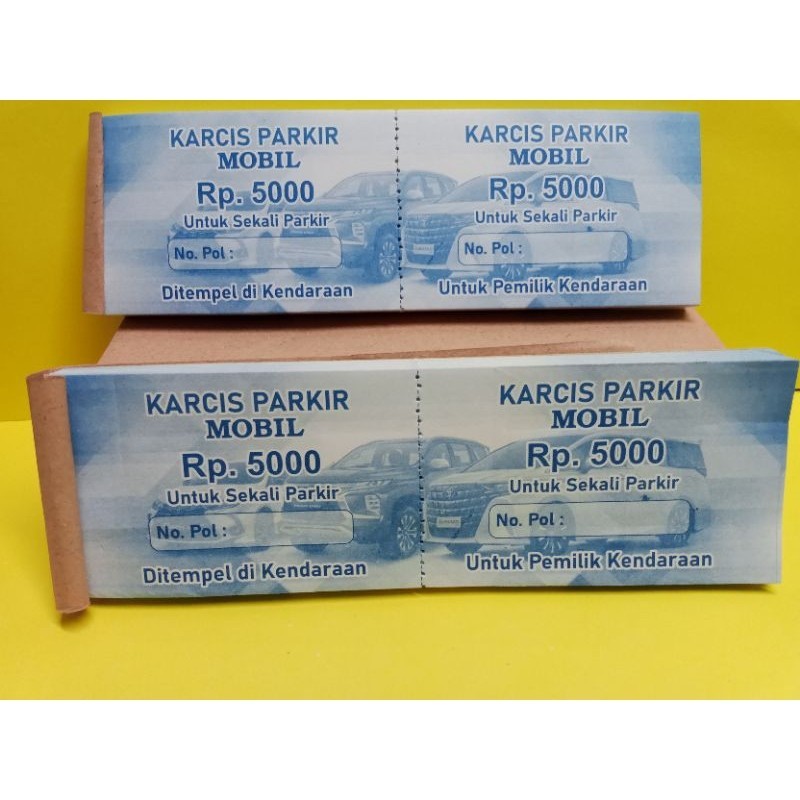 KARCIS PARKIR
MOBIL
Rp. 5000
Untuk Sekali Parkir
No. Pol :
Ditempel di Kendaraan
KARCIS PARKIR
MOBIL
Rp. 5000
Untuk Sekali Parkir
No. Pol :
Untuk Pemilik Kendaraan
KARCIS PARKIR
MOBIL
Rp. 5000
Untuk Sekali Parkir
No. Pol :
Ditempel di Kendaraan
KARCIS PARKIR
MOBIL
Rp. 5000
Untuk Sekali Parkir
No. Pol :
Untuk Pemilik Kendaraan